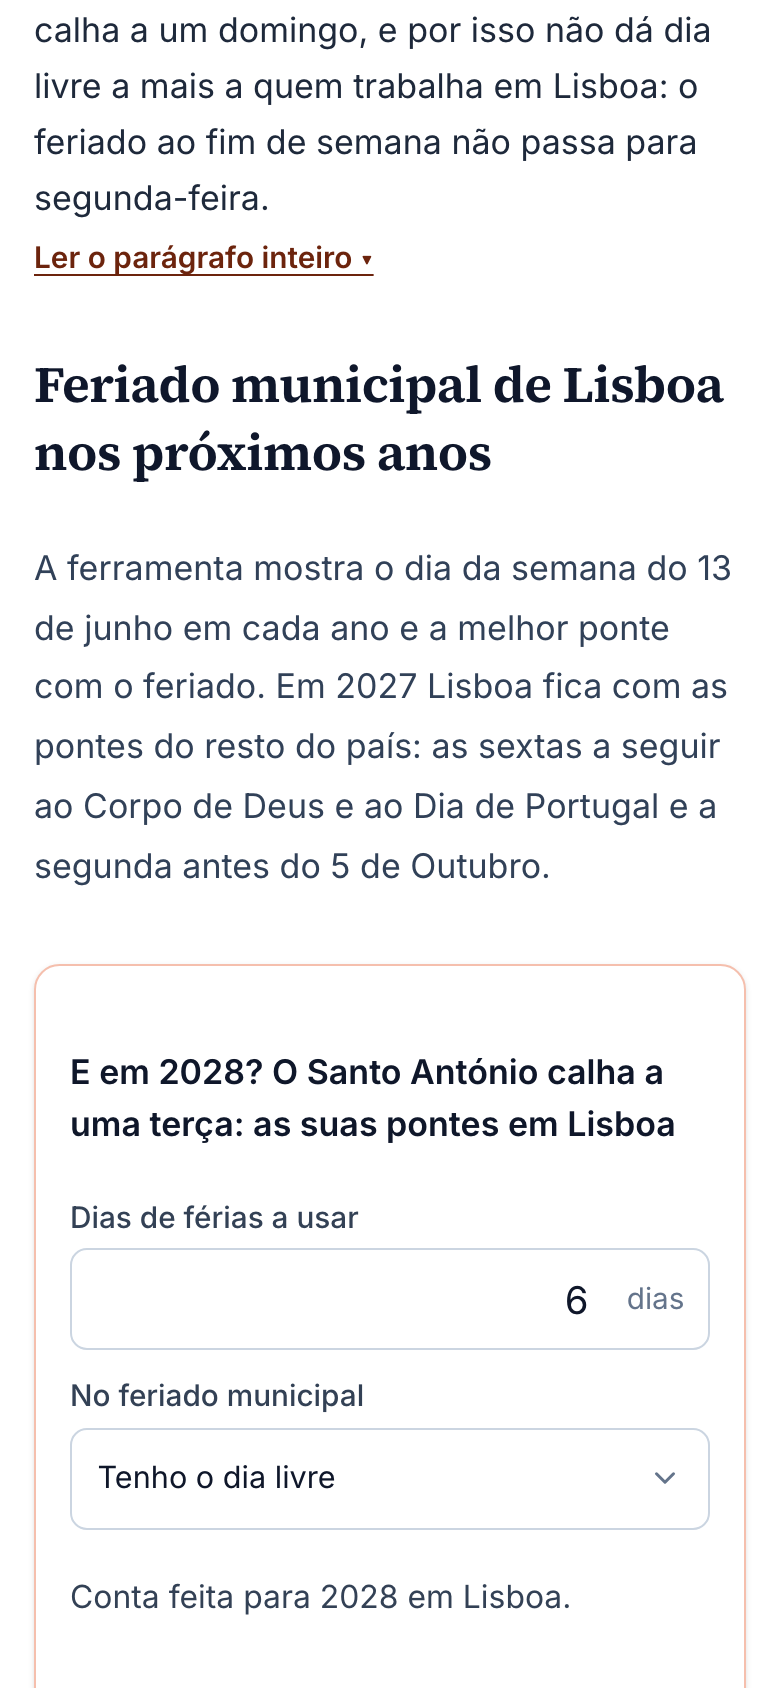 calha a um domingo, e por isso não dá dia
livre a mais a quem trabalha em Lisboa: o
feriado ao fim de semana não passa para
segunda-feira.
Ler o parágrafo inteiro ▾
Feriado municipal de Lisboa
nos próximos anos
A ferramenta mostra o dia da semana do 13
de junho em cada ano e a melhor ponte
com o feriado. Em 2027 Lisboa fica com as
pontes do resto do país: as sextas a seguir
ao Corpo de Deus e ao Dia de Portugal e a
segunda antes do 5 de Outubro.
E em 2028? O Santo António calha a
uma terça: as suas pontes em Lisboa
Dias de férias a usar
6 dias
No feriado municipal
Tenho o dia livre
Conta feita para 2028 em Lisboa.